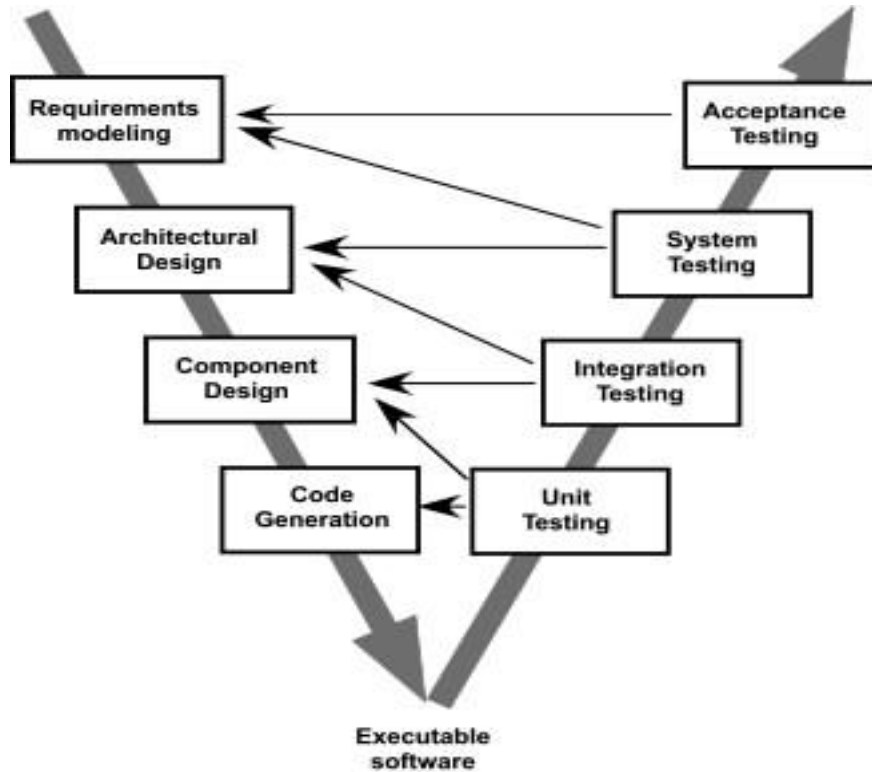 Requirements
modeling
Acceptance
Testing
Architectural
Design
System
Testing
Component
Design
Integration
Testing
Code
Generation
Unit
Testing
Executable
software